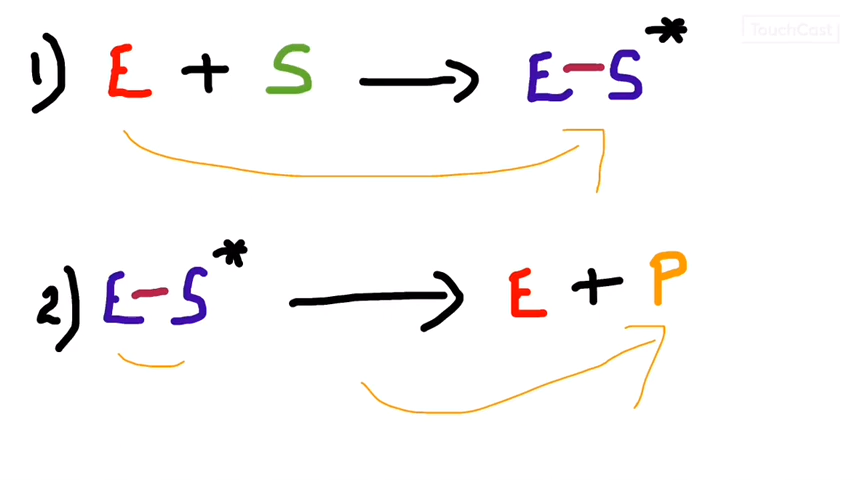 TouchCast
1) E + S → E-S*
2) E-S* → E + P